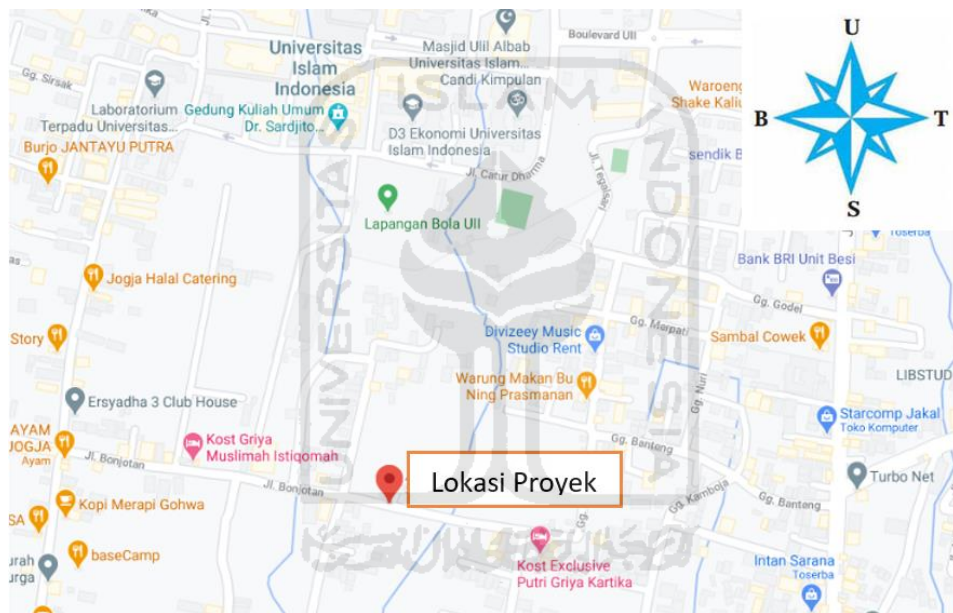 U
B
T
S
Boulevard UII
Masjid Ulil Albab
Universitas Islam...
Candi Kimpulan
Universitas
Islam
Indonesia
Gg. Sirsak
Laboratorium
Terpadu Universitas...
Gedung Kuliah Umum
Dr. Sardjito...
D3 Ekonomi Universitas
Islam Indonesia
Waroeng
Shake Kaliu
Burjo JANTAYU PUTRA
sendik B
Jl. Catur Dharma
Jl. Tegalsari
Lapangan Bola UII
Toserba
Bank BRI Unit Besi
as...
Jogja Halal Catering
Gg. Godel
Gg. Merpati
Story
Divizeey Music
Studio Rent
Sambal Cowek
Warung Makan Bu
Ning Prasmanan
Gg. Nuri
LIBSTUD
Ersyadha 3 Club House
Starcomp Jakal
Toko Komputer
AYAM
JOGJA
Ayam
Kost Griya
Muslimah Istiqomah
Gg. Banteng
Jl. Bonjotan
Lokasi Proyek
Turbo Net
Jl. Bonjotan
Gg. Kamboja
Gg. Banteng
Kopi Merapi Gohwa
SA
Gg.
baseCamp
urah
urga
Kost Exclusive
Putri Griya Kartika
Intan Sarana
Toserba
UNIVERSITAS
ISLAM
INDONESIA